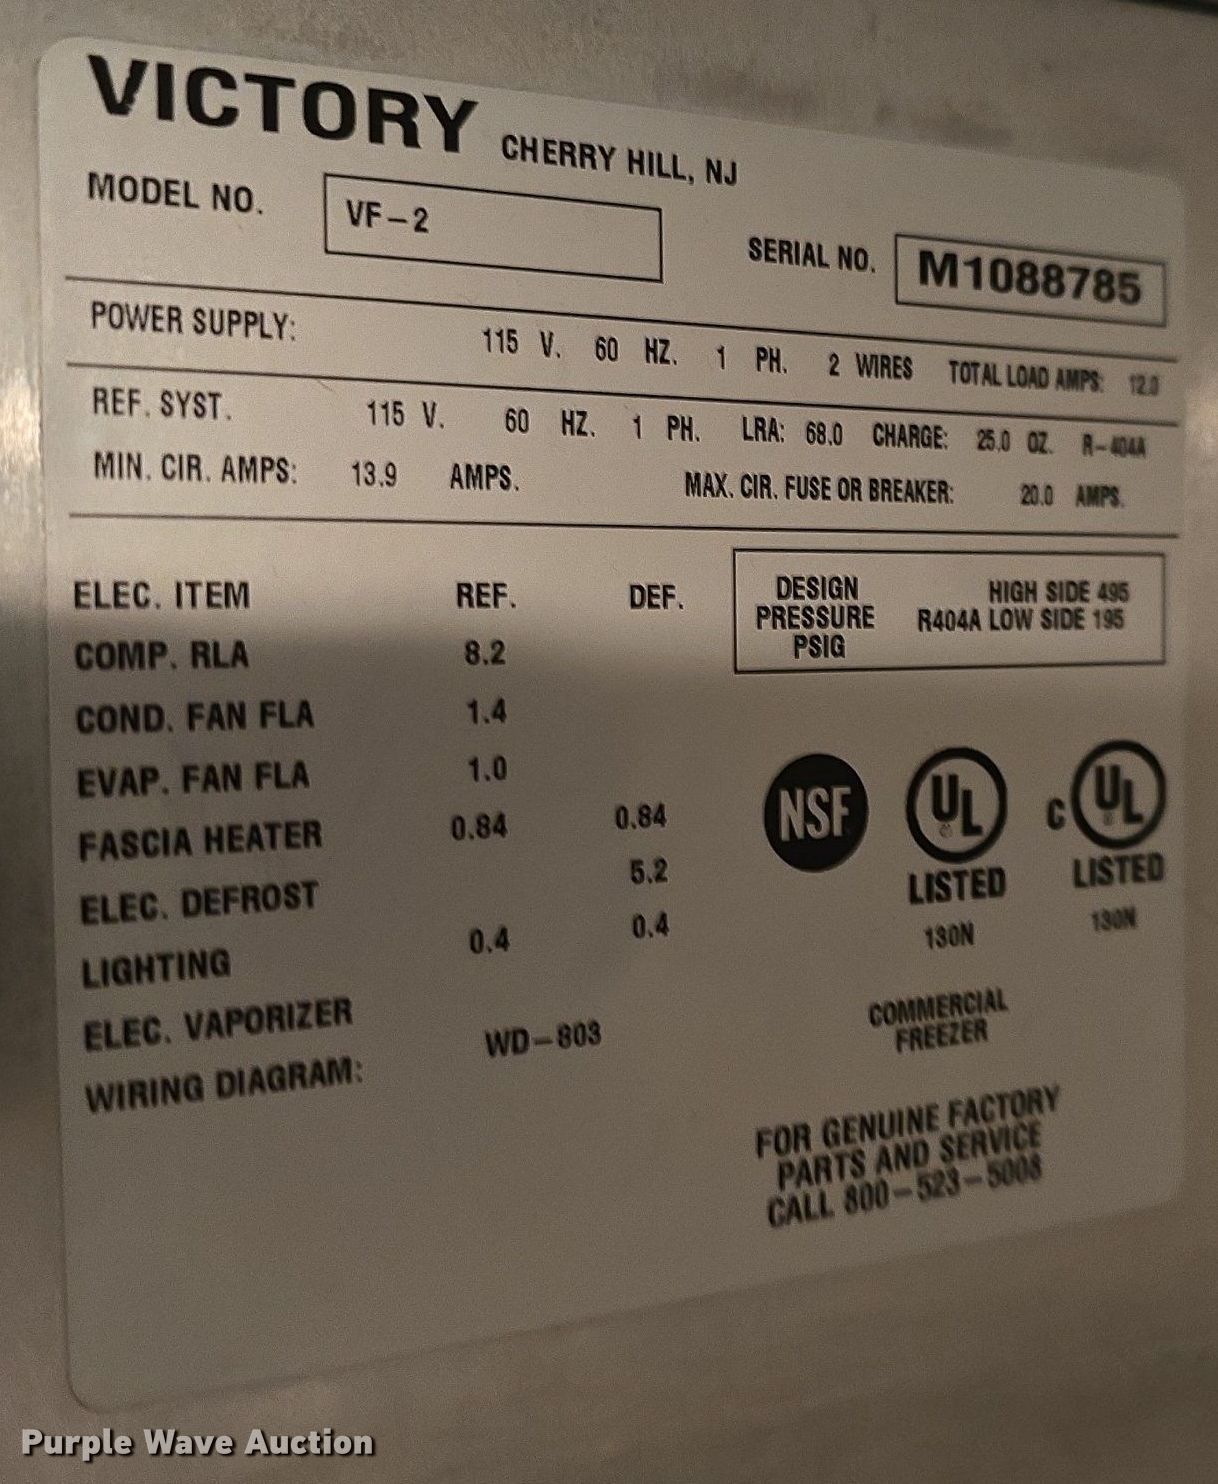 VICTORY CHERRY HILL, NJ
MODEL NO. VF-2 SERIAL NO. M1088785
POWER SUPPLY: 115 V. 60 HZ. 1 PH. 2 WIRES TOTAL LOAD AMPS: 12.0
REF. SYST. 115 V. 60 HZ. 1 PH. LRA: 68.0 CHARGE: 25.0 OZ. R-404A
MIN. CIR. AMPS: 13.9 AMPS. MAX. CIR. FUSE OR BREAKER: 20.0 AMPS.
ELEC. ITEM REF. DEF.
COMP. RLA 8.2
COND. FAN FLA 1.4
EVAP. FAN FLA 1.0
FASCIA HEATER 0.84 0.84
ELEC. DEFROST 5.2
LIGHTING 0.4 0.4
ELEC. VAPORIZER
WIRING DIAGRAM: WD-803
DESIGN PRESSURE PSIG
HIGH SIDE 495
R404A LOW SIDE 195
NSF
UL
LISTED
130N
C UL
LISTED
130N
COMMERCIAL
FREEZER
FOR GENUINE FACTORY
PARTS AND SERVICE
CALL 800-523-5008
Purple Wave Auction